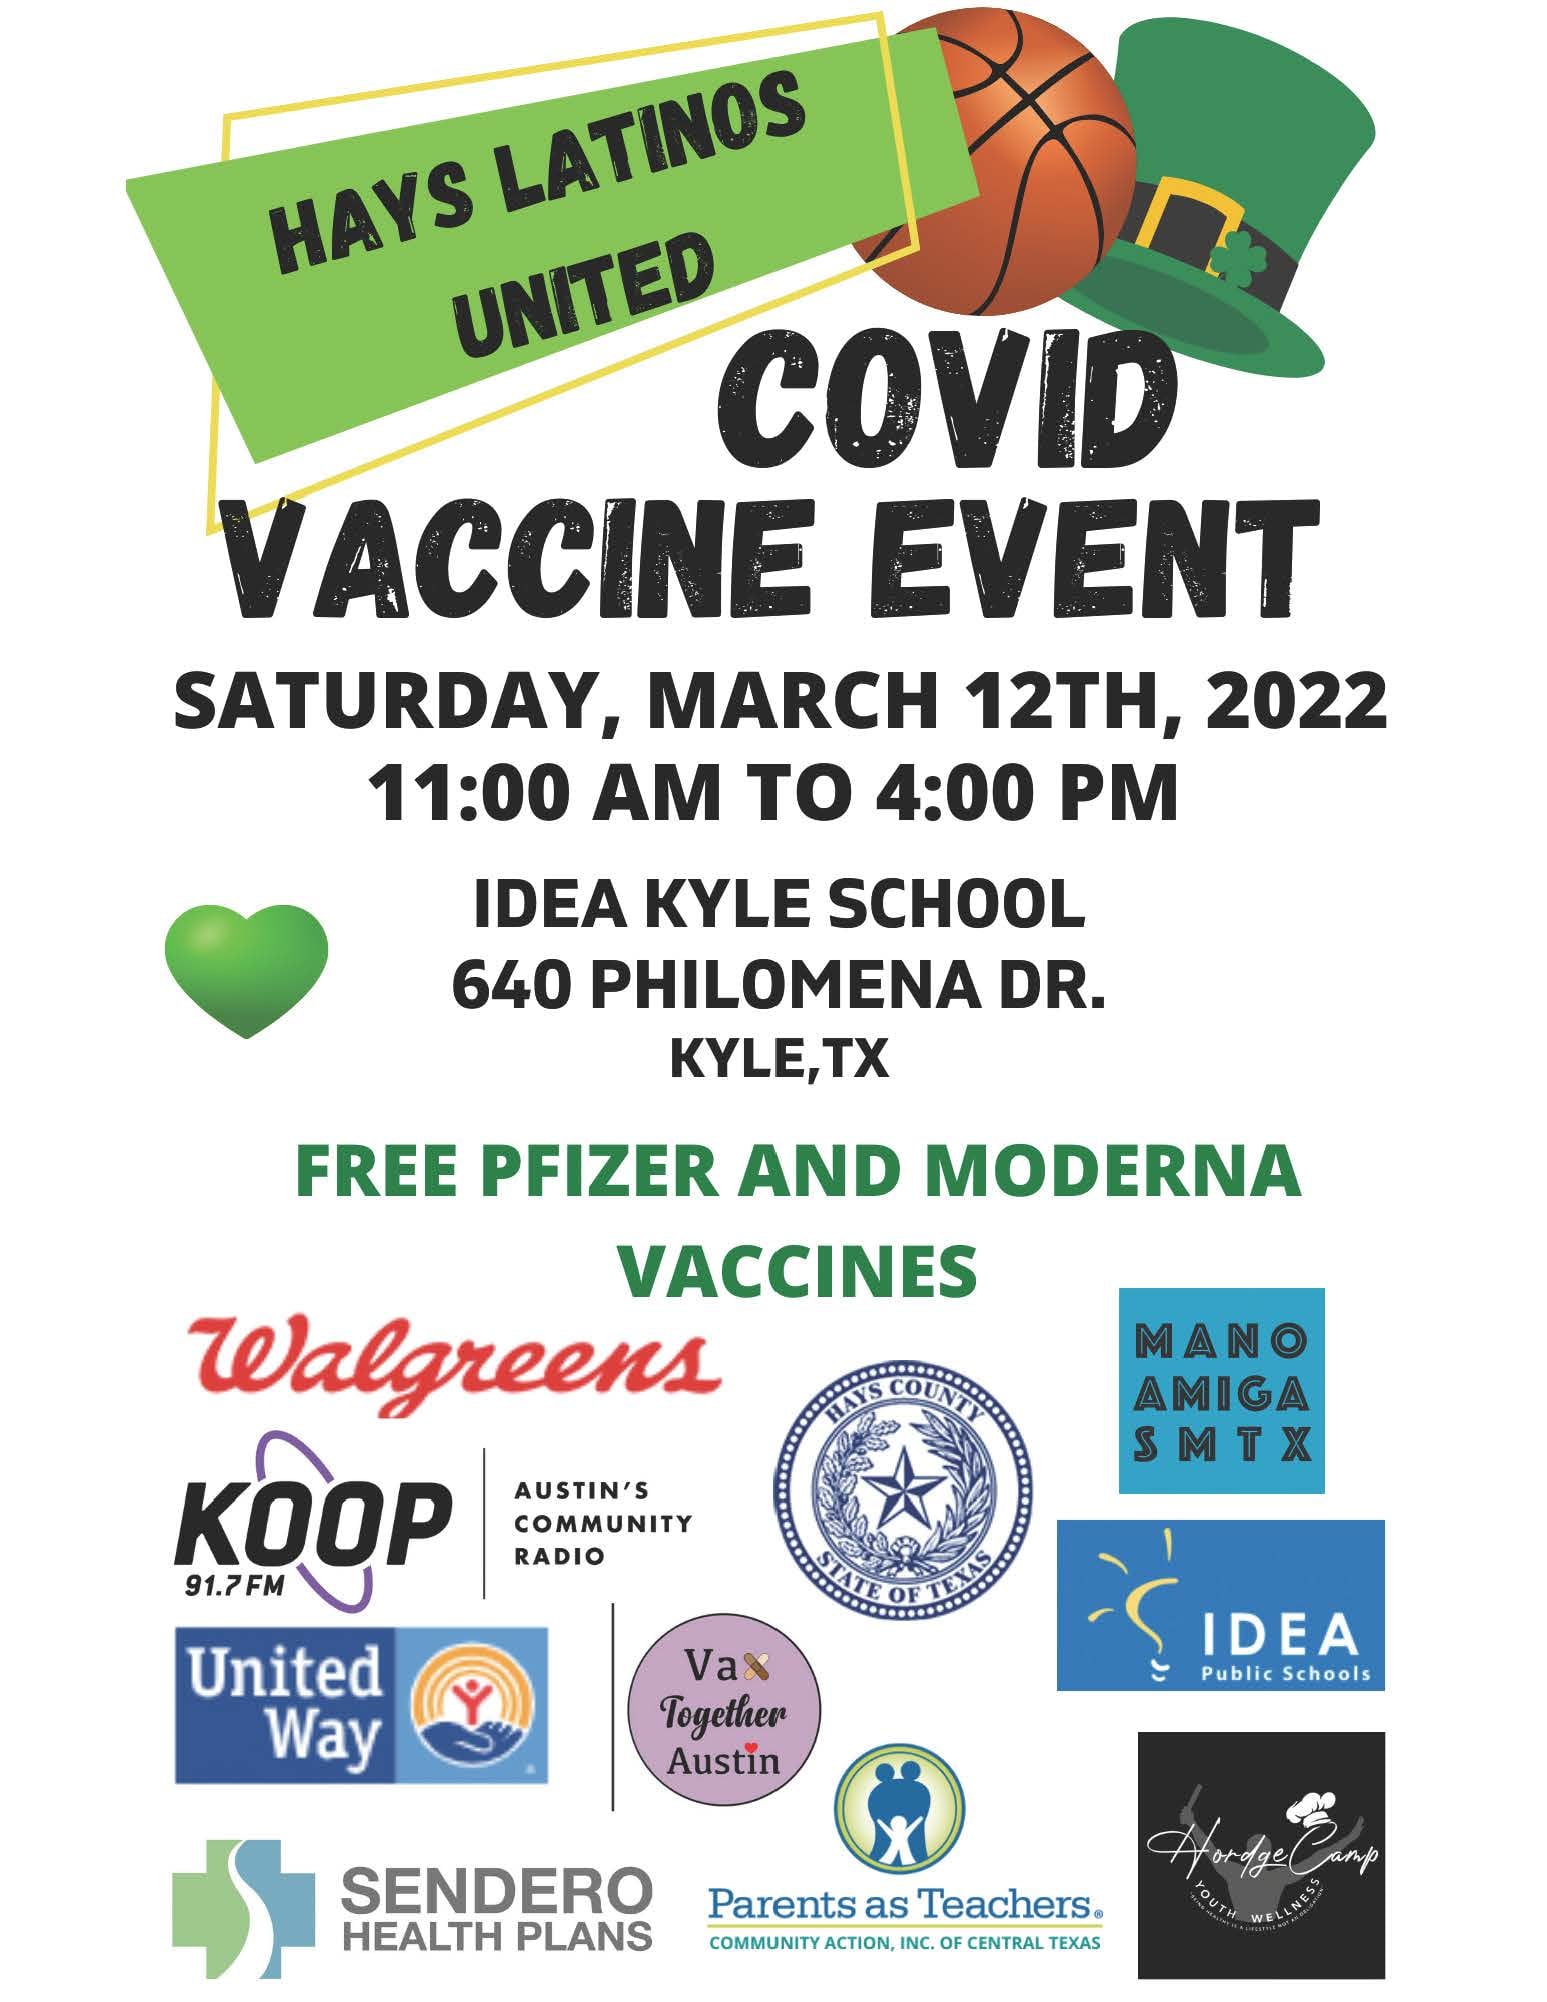 HAYS LATINOS
UNITED
COVID
VACCINE EVENT
SATURDAY, MARCH 12TH, 2022
11:00 AM TO 4:00 PM
IDEA KYLE SCHOOL
640 PHILOMENA DR.
KYLE,TX
FREE PFIZER AND MODERNA
VACCINES
Walgreens
MANO
AMIGA
SMTX
HAYS COUNTY
STATE OF TEXAS
KOOP
91.7 FM
AUSTIN'S
COMMUNITY
RADIO
IDEA
Public Schools
United
Way
Vax
Together
Austin
Parents as Teachers®
COMMUNITY ACTION, INC. OF CENTRAL TEXAS
Hordge Camp
YOUTH WELLNESS
SENDERO
HEALTH PLANS